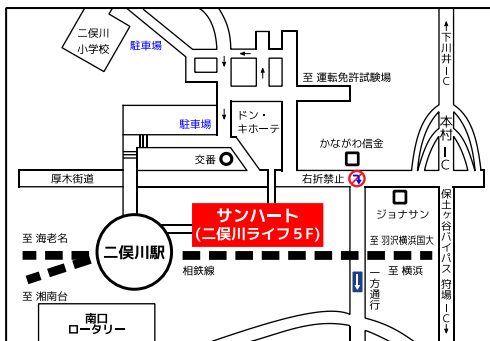 二俣川
小学校
駐車場
至 運転免許試験場
↑下川井IC
本村IC
駐車場
ドン・
キホーテ
かながわ信金
交番
厚木街道
右折禁止
ジョナサン
サンハート
(二俣川ライフ5F)
至 海老名
二俣川駅
相鉄線
至 羽沢横浜国大
至 横浜
至 湘南台
一方通行
保土ヶ谷バイパス 狩場IC↓
南口
ロータリー